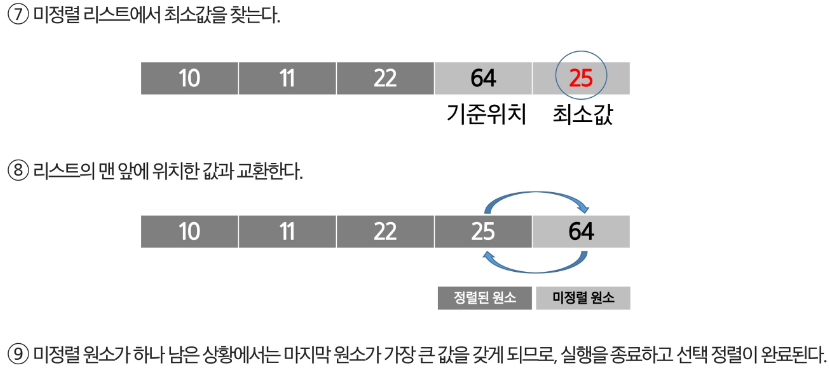 ⑦ 미정렬 리스트에서 최소값을 찾는다.
10 11 22 64 25
기준위치 최소값
⑧ 리스트의 맨 앞에 위치한 값과 교환한다.
10 11 22 25 64
정렬된 원소 미정렬 원소
⑨ 미정렬 원소가 하나 남은 상황에서는 마지막 원소가 가장 큰 값을 갖게 되므로, 실행을 종료하고 선택 정렬이 완료된다.